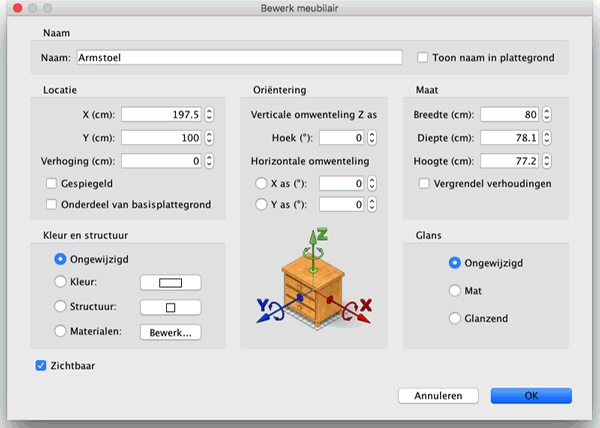 Bewerk meubilair
Naam
Naam: Armstoel Toon naam in plattegrond
Locatie
X (cm): 197.5
Y (cm): 100
Verhoging (cm): 0
Gespiegeld
Onderdeel van basisplattegrond
Oriëntering
Verticale omwenteling Z as
Hoek (°): 0
Horizontale omwenteling
X as (°): 0
Y as (°): 0
Maat
Breedte (cm): 80
Diepte (cm): 78.1
Hoogte (cm): 77.2
Vergrendel verhoudingen
Kleur en structuur
Ongewijzigd
Kleur:
Structuur:
Materialen: Bewerk...
Z
Y X
Glans
Ongewijzigd
Mat
Glanzend
Zichtbaar
Annuleren OK